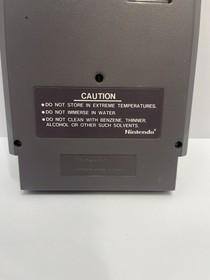 CAUTION
• DO NOT STORE IN EXTREME TEMPERATURES.
• DO NOT IMMERSE IN WATER.
• DO NOT CLEAN WITH BENZENE, THINNER,
ALCOHOL OR OTHER SUCH SOLVENTS.
Nintendo